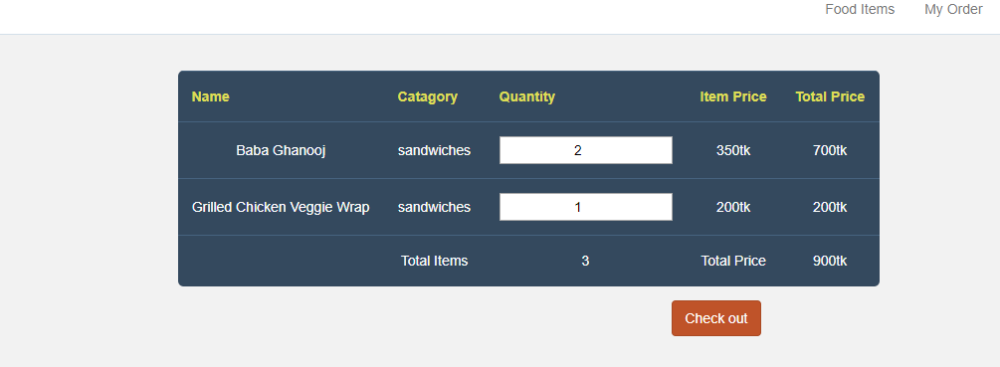 Food Items My Order
Name Catagory Quantity Item Price Total Price
Baba Ghanooj sandwiches 2 350tk 700tk
Grilled Chicken Veggie Wrap sandwiches 1 200tk 200tk
Total Items 3 Total Price 900tk
Check out